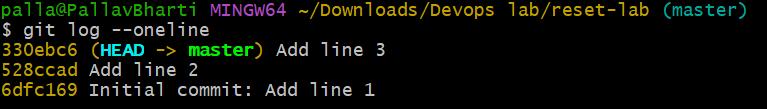 palla@PallavBharti MINGW64 ~/Downloads/Devops lab/reset-lab (master)
$ git log --oneline
330ebc6 (HEAD -> master) Add line 3
528ccad Add line 2
6dfc169 Initial commit: Add line 1